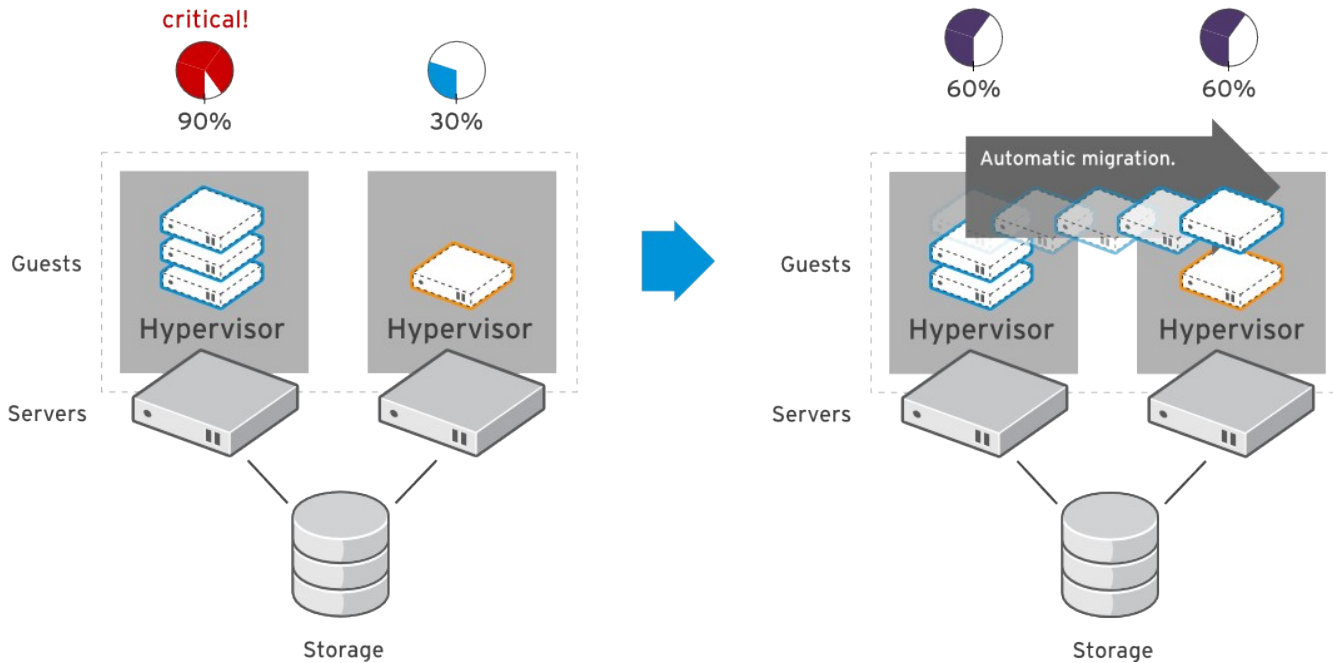 critical!
90%
30%
60%
60%
Automatic migration.
Guests
Hypervisor
Hypervisor
Guests
Hypervisor
Hypervisor
Servers
Servers
Storage
Storage